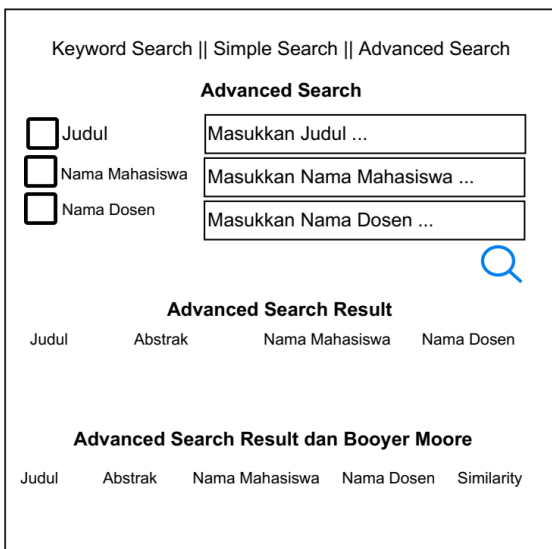 Keyword Search || Simple Search || Advanced Search
Advanced Search
Judul Masukkan Judul ...
Nama Mahasiswa Masukkan Nama Mahasiswa ...
Nama Dosen Masukkan Nama Dosen ...
Advanced Search Result
Judul Abstrak Nama Mahasiswa Nama Dosen
Advanced Search Result dan Booyer Moore
Judul Abstrak Nama Mahasiswa Nama Dosen Similarity